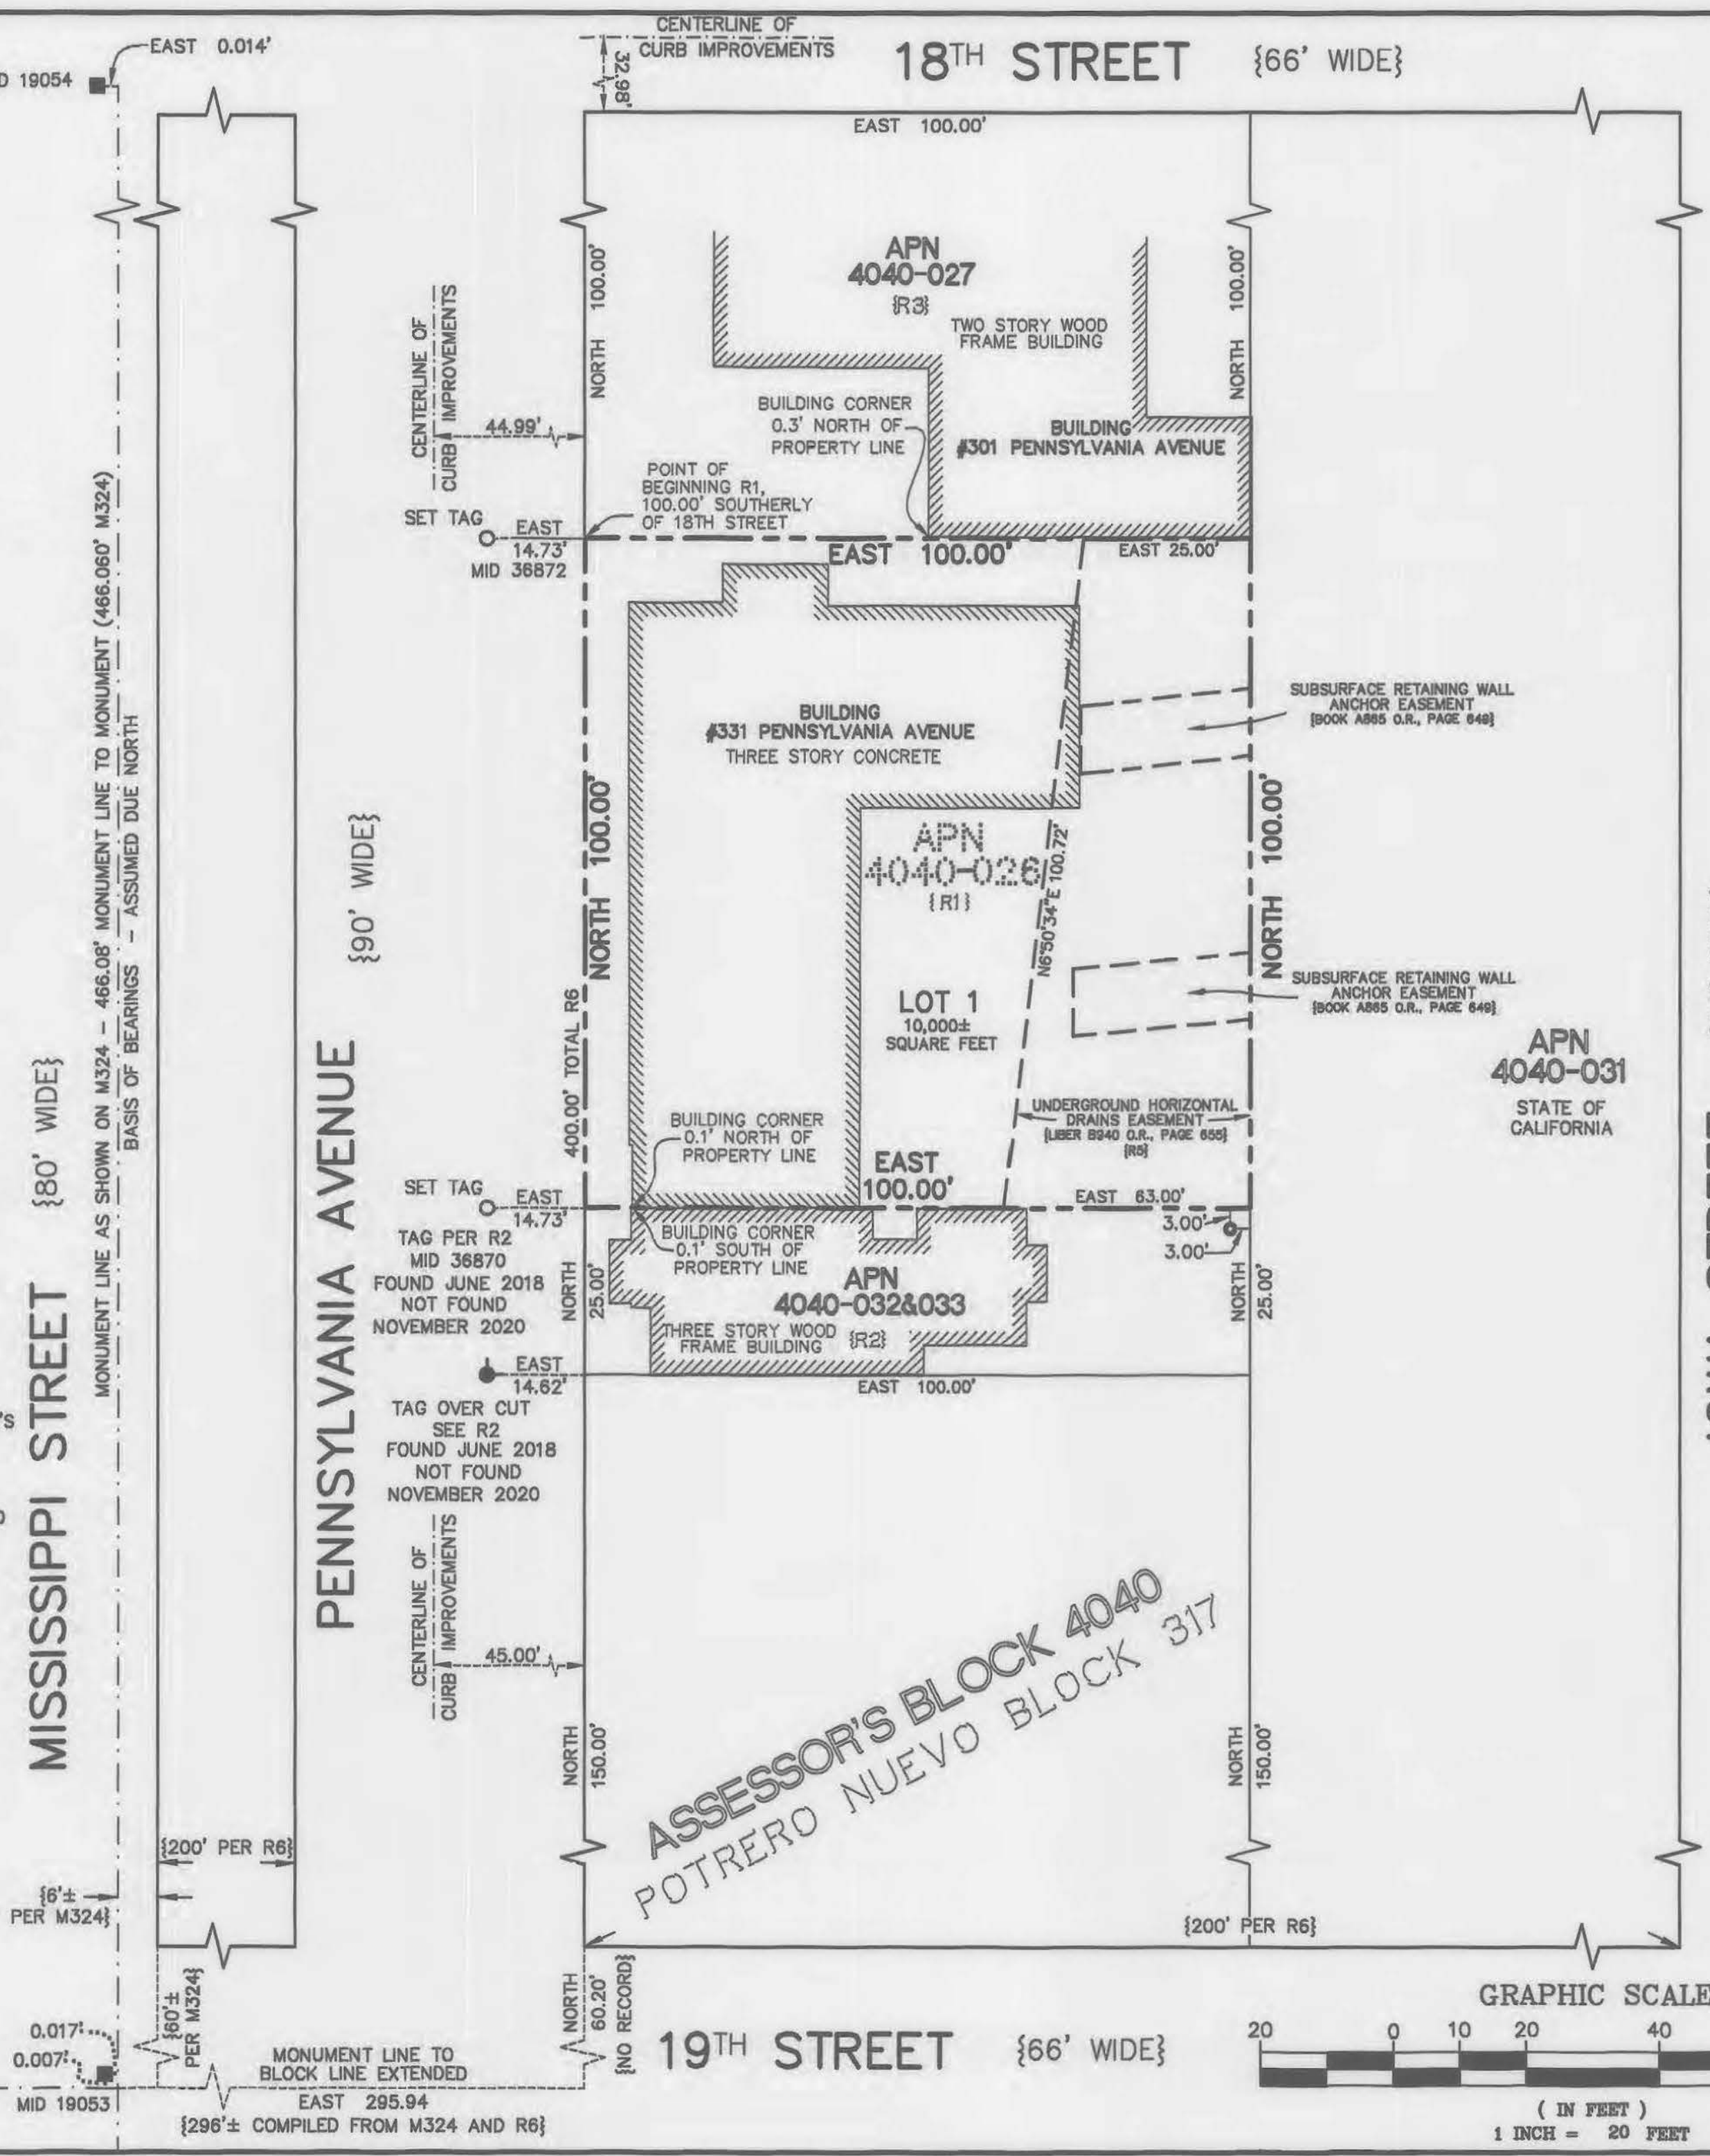 CENTERLINE OF
CURB IMPROVEMENTS
32.98'
18TH STREET {66' WIDE}
EAST 0.014'
D 19054
EAST 100.00'
NORTH 100.00'
NORTH 100.00'
APN
4040-027
{R3}
TWO STORY WOOD
FRAME BUILDING
BUILDING
#301 PENNSYLVANIA AVENUE
BUILDING CORNER
0.3' NORTH OF
PROPERTY LINE
CENTERLINE OF
CURB IMPROVEMENTS
44.99'
POINT OF
BEGINNING R1,
100.00' SOUTHERLY
OF 18TH STREET
SET TAG
EAST
14.73'
MID 36872
EAST 100.00'
EAST 25.00'
BUILDING
#331 PENNSYLVANIA AVENUE
THREE STORY CONCRETE
SUBSURFACE RETAINING WALL
ANCHOR EASEMENT
[BOOK A865 O.R., PAGE 649]
NORTH 100.00'
NORTH 100.00'
APN
4040-026
{R1}
N6°50'34"E 100.72'
LOT 1
10,000±
SQUARE FEET
SUBSURFACE RETAINING WALL
ANCHOR EASEMENT
[BOOK A865 O.R., PAGE 649]
APN
4040-031
STATE OF
CALIFORNIA
UNDERGROUND HORIZONTAL
DRAINS EASEMENT
[LIBER B940 O.R., PAGE 655]
[R5]
400.00' TOTAL R6
BUILDING CORNER
0.1' NORTH OF
PROPERTY LINE
EAST
100.00'
EAST 63.00'
3.00'
3.00'
SET TAG
EAST
14.73'
TAG PER R2
MID 36870
FOUND JUNE 2018
NOT FOUND
NOVEMBER 2020
BUILDING CORNER
0.1' SOUTH OF
PROPERTY LINE
APN
4040-032&033
THREE STORY WOOD
FRAME BUILDING
{R2}
NORTH
25.00'
NORTH
25.00'
EAST
14.62'
EAST 100.00'
TAG OVER CUT
SEE R2
FOUND JUNE 2018
NOT FOUND
NOVEMBER 2020
CENTERLINE OF
CURB IMPROVEMENTS
45.00'
NORTH
150.00'
NORTH
150.00'
ASSESSOR'S BLOCK 4040
POTRERO NUEVO BLOCK 317
MISSISSIPPI STREET {80' WIDE}
MONUMENT LINE AS SHOWN ON M324 - 466.08' MONUMENT LINE TO MONUMENT (466.060' M324)
BASIS OF BEARINGS - ASSUMED DUE NORTH
PENNSYLVANIA AVENUE {90' WIDE}
'S
{200' PER R6}
{6'±
PER M324}
{200' PER R6}
{60'±
PER M324}
0.017'
0.007'
MID 19053
MONUMENT LINE TO
BLOCK LINE EXTENDED
EAST 295.94
{296'± COMPILED FROM M324 AND R6}
NORTH
60.20'
{NO RECORD}
19TH STREET {66' WIDE}
GRAPHIC SCALE
20 0 10 20 40
( IN FEET )
1 INCH = 20 FEET